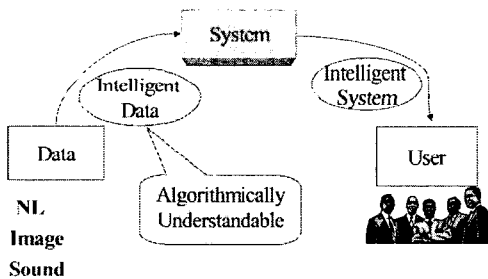 System
Intelligent
Data
Intelligent
System
Data
User
Algorithmically
Understandable
NL
Image
Sound